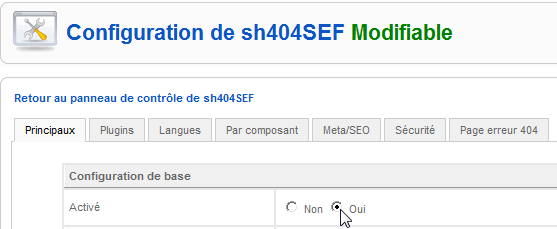 Configuration de sh404SEF Modifiable
Retour au panneau de contrôle de sh404SEF
Principaux Plugins Langues Par composant Meta/SEO Sécurité Page erreur 404
Configuration de base
Activé Non Oui